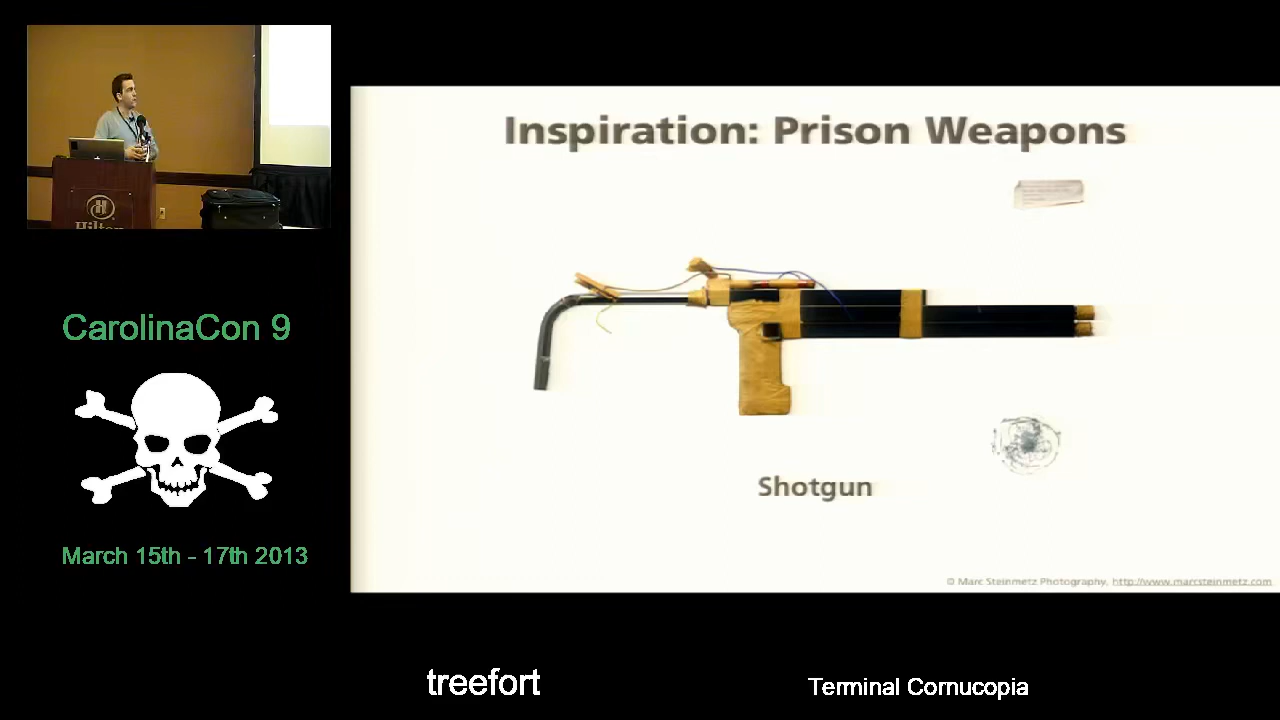 Inspiration: Prison Weapons
Hilton
CarolinaCon 9
Shotgun
March 15th - 17th 2013
© Marc Steinmetz Photography. http://www.marcsteinmetz.com
treefort
Terminal Cornucopia